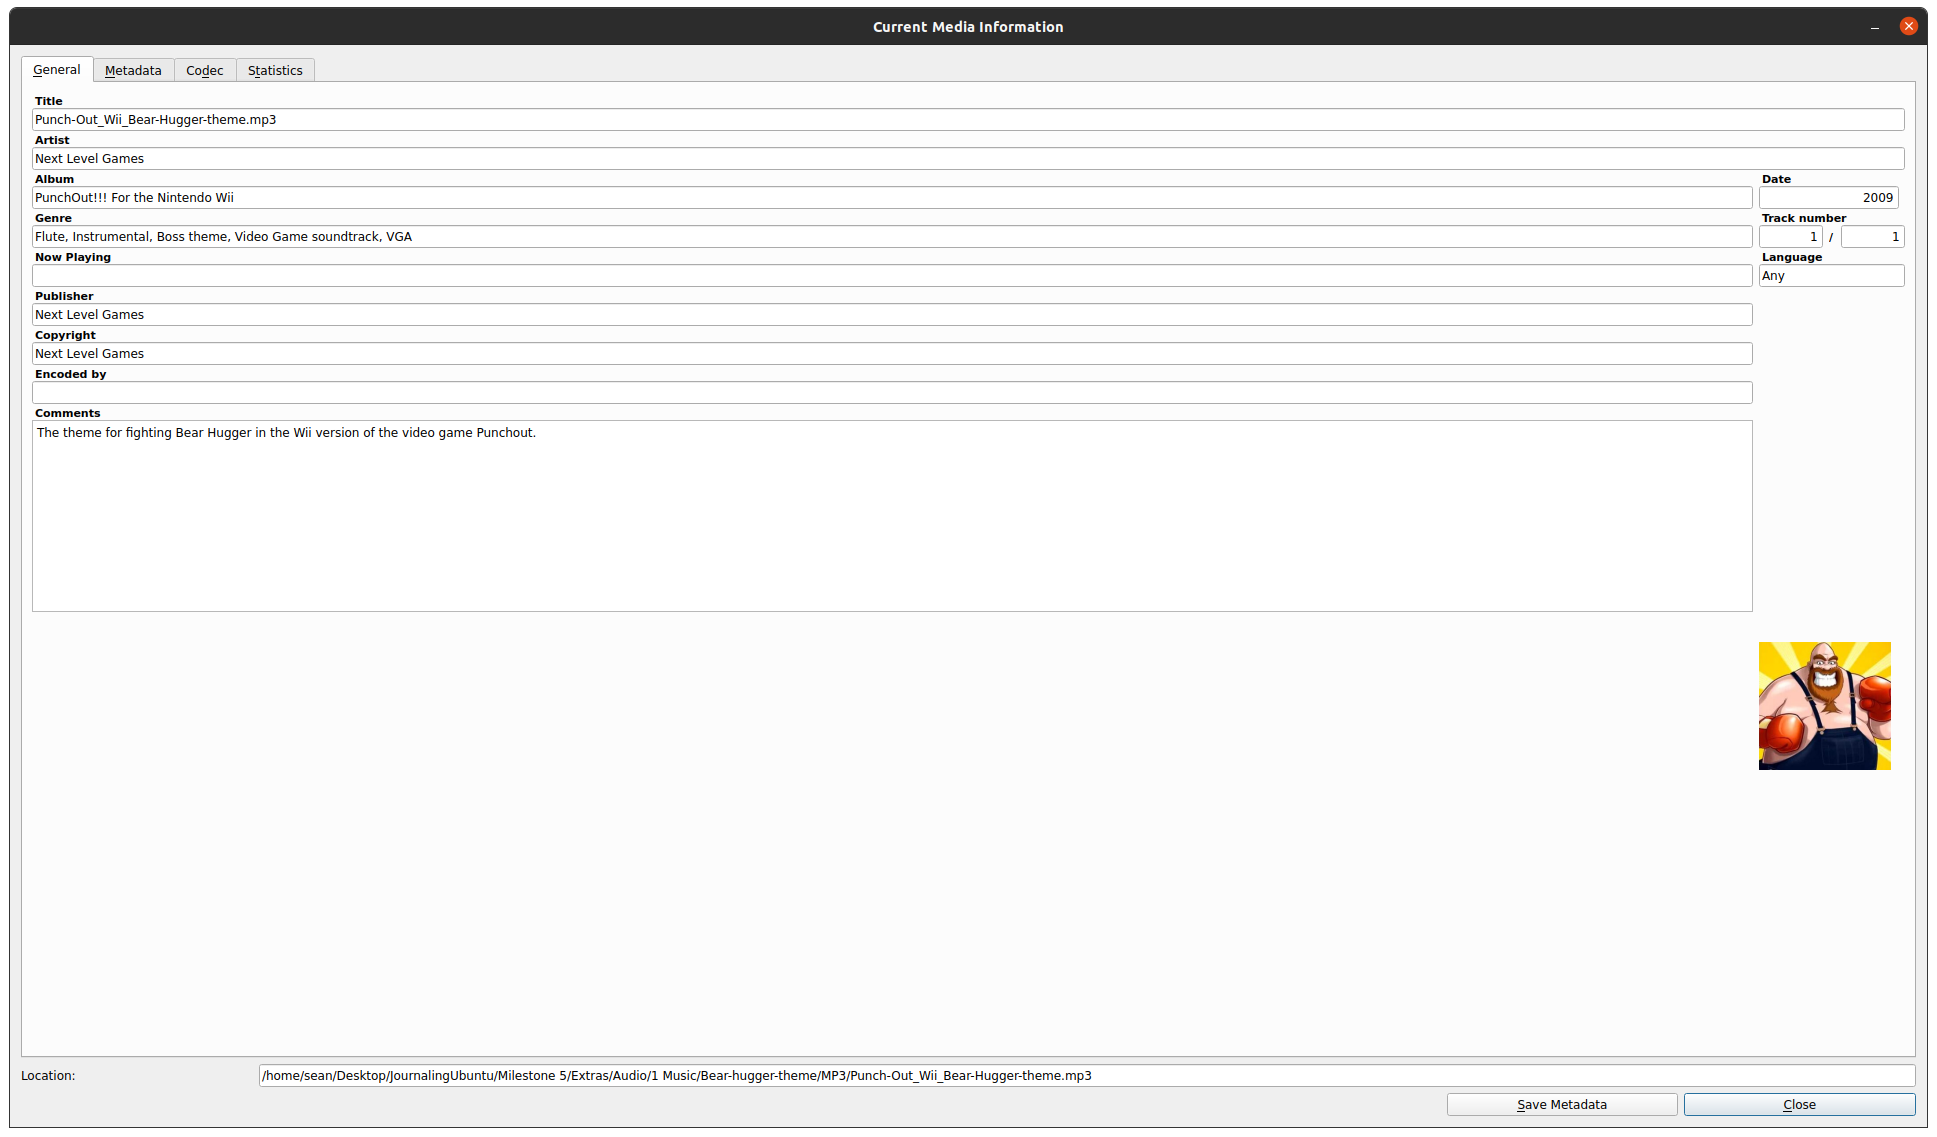 Current Media Information
General Metadata Codec Statistics
Title
Punch-Out_Wii_Bear-Hugger-theme.mp3
Artist
Next Level Games
Album Date
PunchOut!!! For the Nintendo Wii 2009
Genre Track number
Flute, Instrumental, Boss theme, Video Game soundtrack, VGA 1 / 1
Now Playing Language
Any
Publisher
Next Level Games
Copyright
Next Level Games
Encoded by
Comments
The theme for fighting Bear Hugger in the Wii version of the video game Punchout.
Location: /home/sean/Desktop/JournalingUbuntu/Milestone 5/Extras/Audio/1 Music/Bear-hugger-theme/MP3/Punch-Out_Wii_Bear-Hugger-theme.mp3
Save Metadata Close